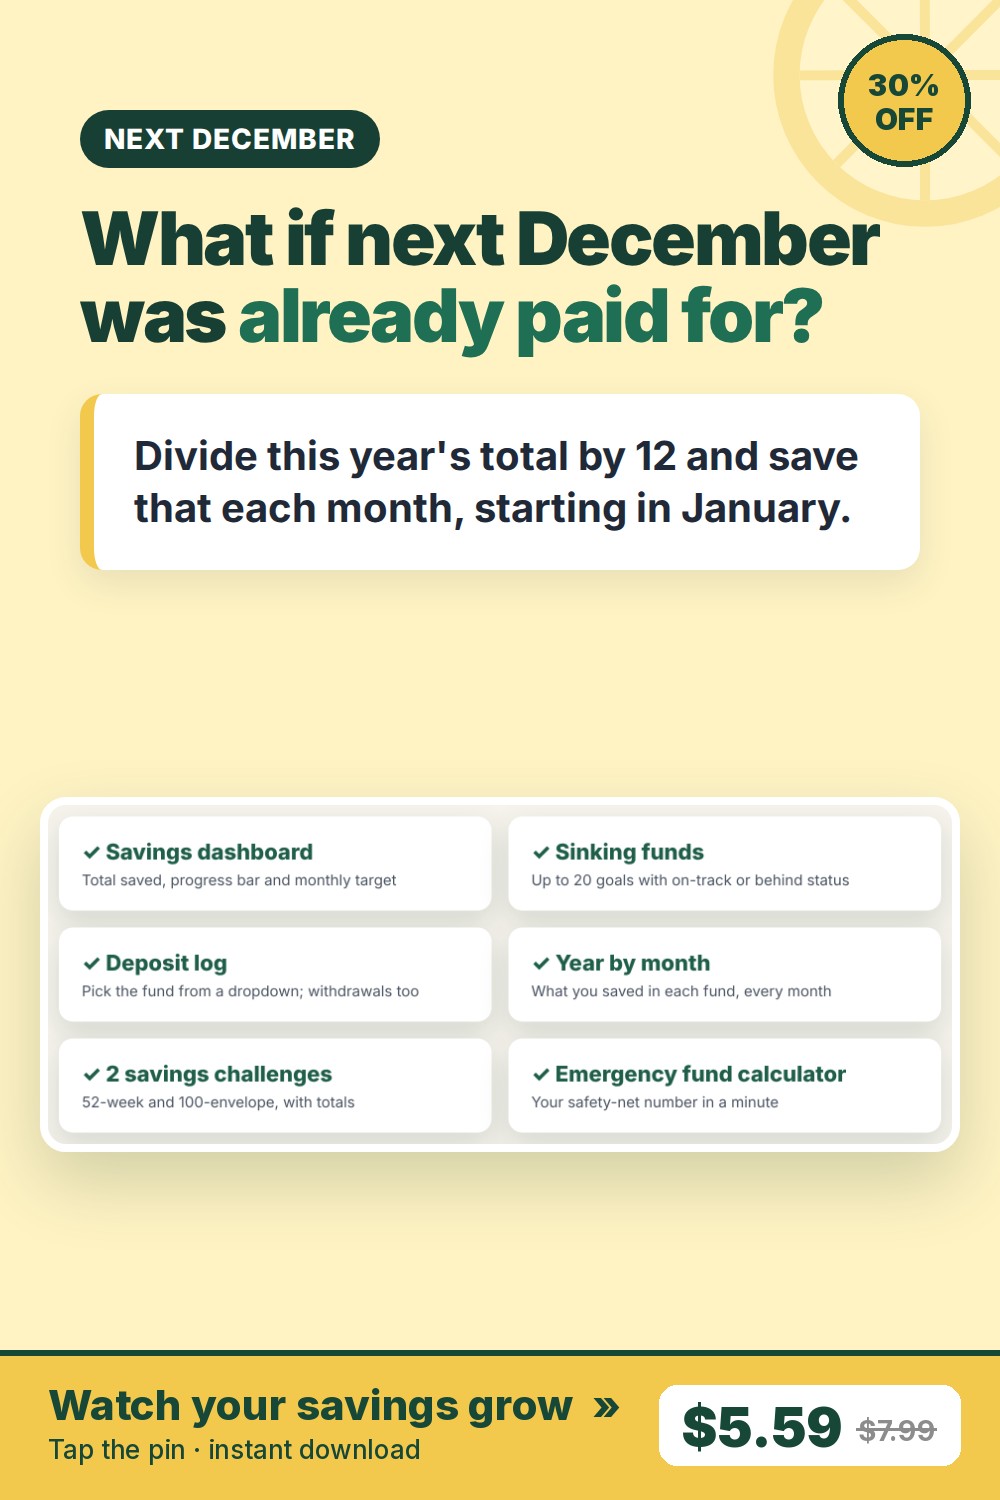 30%
OFF
NEXT DECEMBER
What if next December
was already paid for?
Divide this year's total by 12 and save
that each month, starting in January.
✓ Savings dashboard
Total saved, progress bar and monthly target
✓ Sinking funds
Up to 20 goals with on-track or behind status
✓ Deposit log
Pick the fund from a dropdown; withdrawals too
✓ Year by month
What you saved in each fund, every month
✓ 2 savings challenges
52-week and 100-envelope, with totals
✓ Emergency fund calculator
Your safety-net number in a minute
Watch your savings grow »
Tap the pin · instant download
$5.59 $7.99